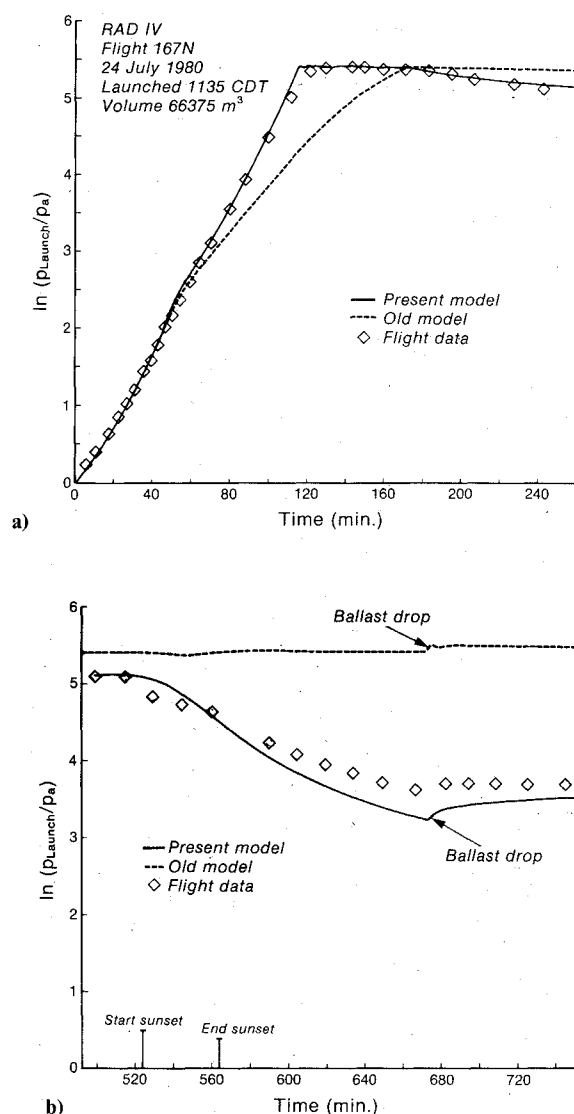 RAD IV
Flight 167N
24 July 1980
Launched 1135 CDT
Volume 66375 m³
6
5
4
3
2
1
0
ln (pLaunch/pa)
Present model
Old model
Flight data
0 40 80 120 160 200 240
Time (min.)
a)
6
5
4
3
2
1
0
ln (pLaunch/pa)
Ballast drop
Present model
Old model
Flight data
Ballast drop
Start sunset
End sunset
520 560 600 640 680 720
Time (min.)
b)